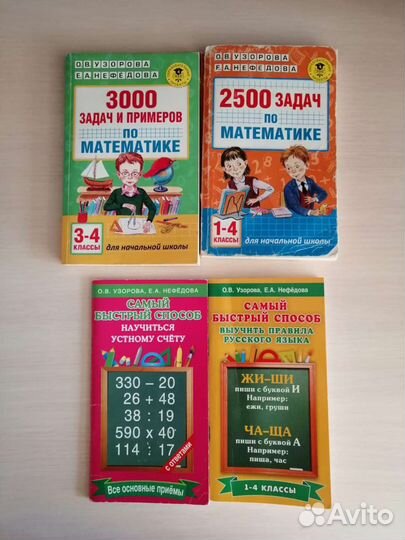 О.В. УЗОРОВА
Е.А. НЕФЁДОВА
3000
ЗАДАЧ И ПРИМЕРОВ
ПО
МАТЕМАТИКЕ
3-4
КЛАССЫ
для начальной школы
О.В. УЗОРОВА
Е.А. НЕФЁДОВА
2500 ЗАДАЧ
ПО
МАТЕМАТИКЕ
1-4
КЛАССЫ
для начальной школы
О.В. УЗОРОВА, Е.А. НЕФЁДОВА
САМЫЙ
БЫСТРЫЙ СПОСОБ
НАУЧИТЬСЯ
УСТНОМУ СЧЁТУ
330 – 20
26 + 48
38 : 19
590 х 40
114 : 17
с ответами
Все основные приёмы
О.В. Узорова, Е.А. Нефёдова
САМЫЙ
БЫСТРЫЙ СПОСОБ
ВЫУЧИТЬ ПРАВИЛА
РУССКОГО ЯЗЫКА
ЖИ-ШИ
пиши с буквой И
Например:
ежи, груши
ЧА-ЩА
пиши с буквой А
Например:
пища, час
1-4 КЛАССЫ
Avito